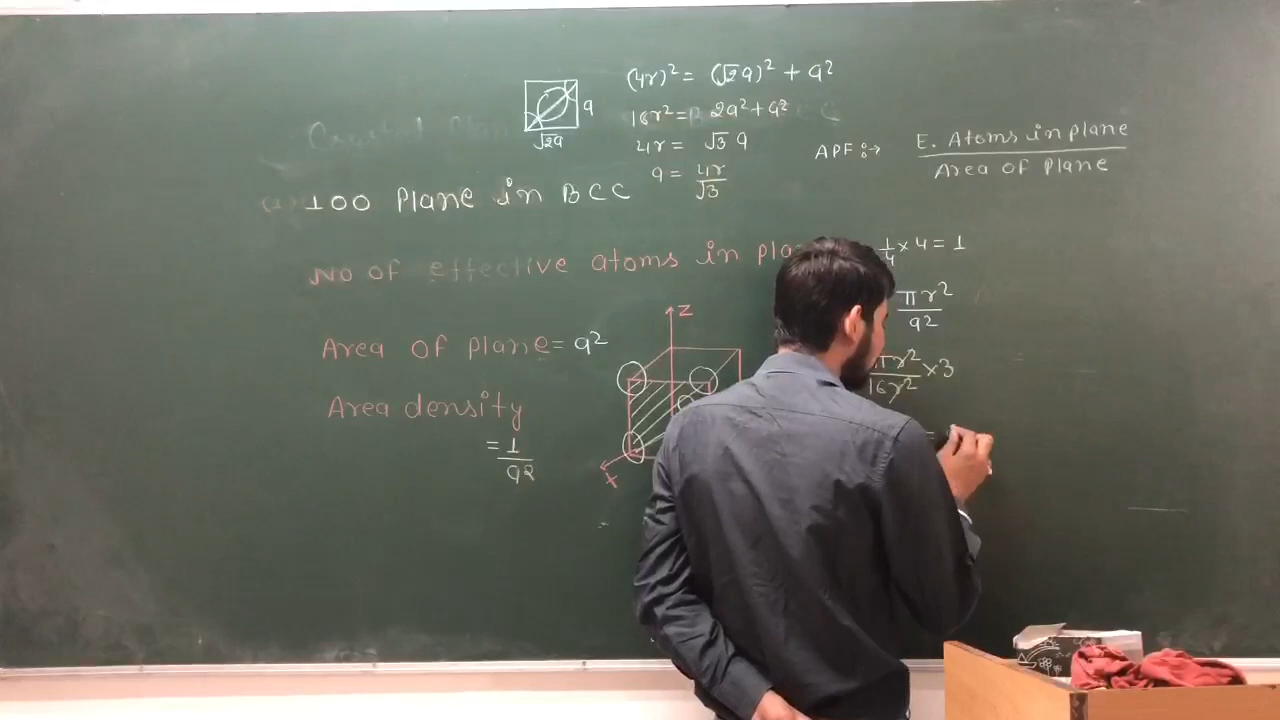 (4r)² = (√2a)² + a²
a
16r² = 2a² + a²
√2a
4r = √3 a
a = 4r/√3
APF :→ E. Atoms in plane / Area of Plane
100 Plane in BCC
No of effective atoms in
1/4 × 4 = 1
πr²/a²
Z
Area of plane = a²
πr²/16r² × 3
Area density
= 1/a²
X
=